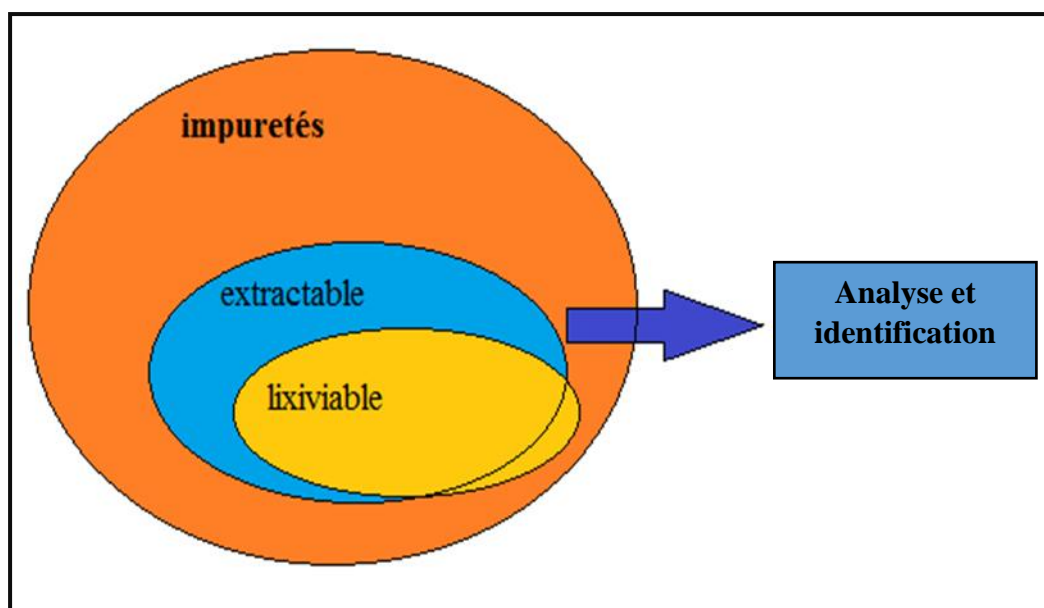 impuretés
extractable
lixiviable
Analyse et
identification